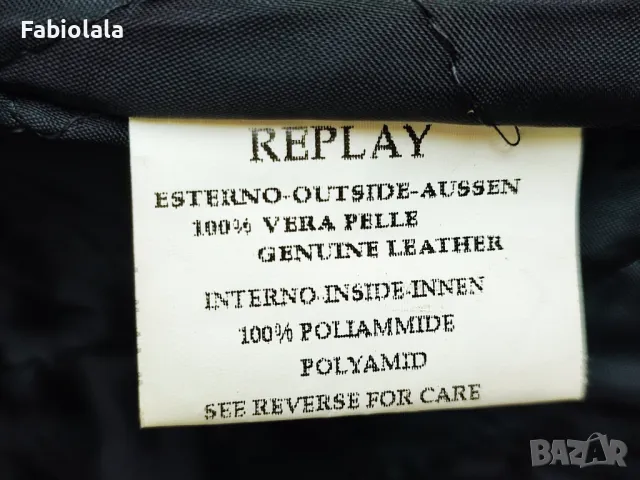 Fabiolala
REPLAY
ESTERNO-OUTSIDE-AUSSEN
100% VERA PELLE
GENUINE LEATHER
INTERNO-INSIDE-INNEN
100% POLIAMMIDE
POLYAMID
SEE REVERSE FOR CARE
BAZAR